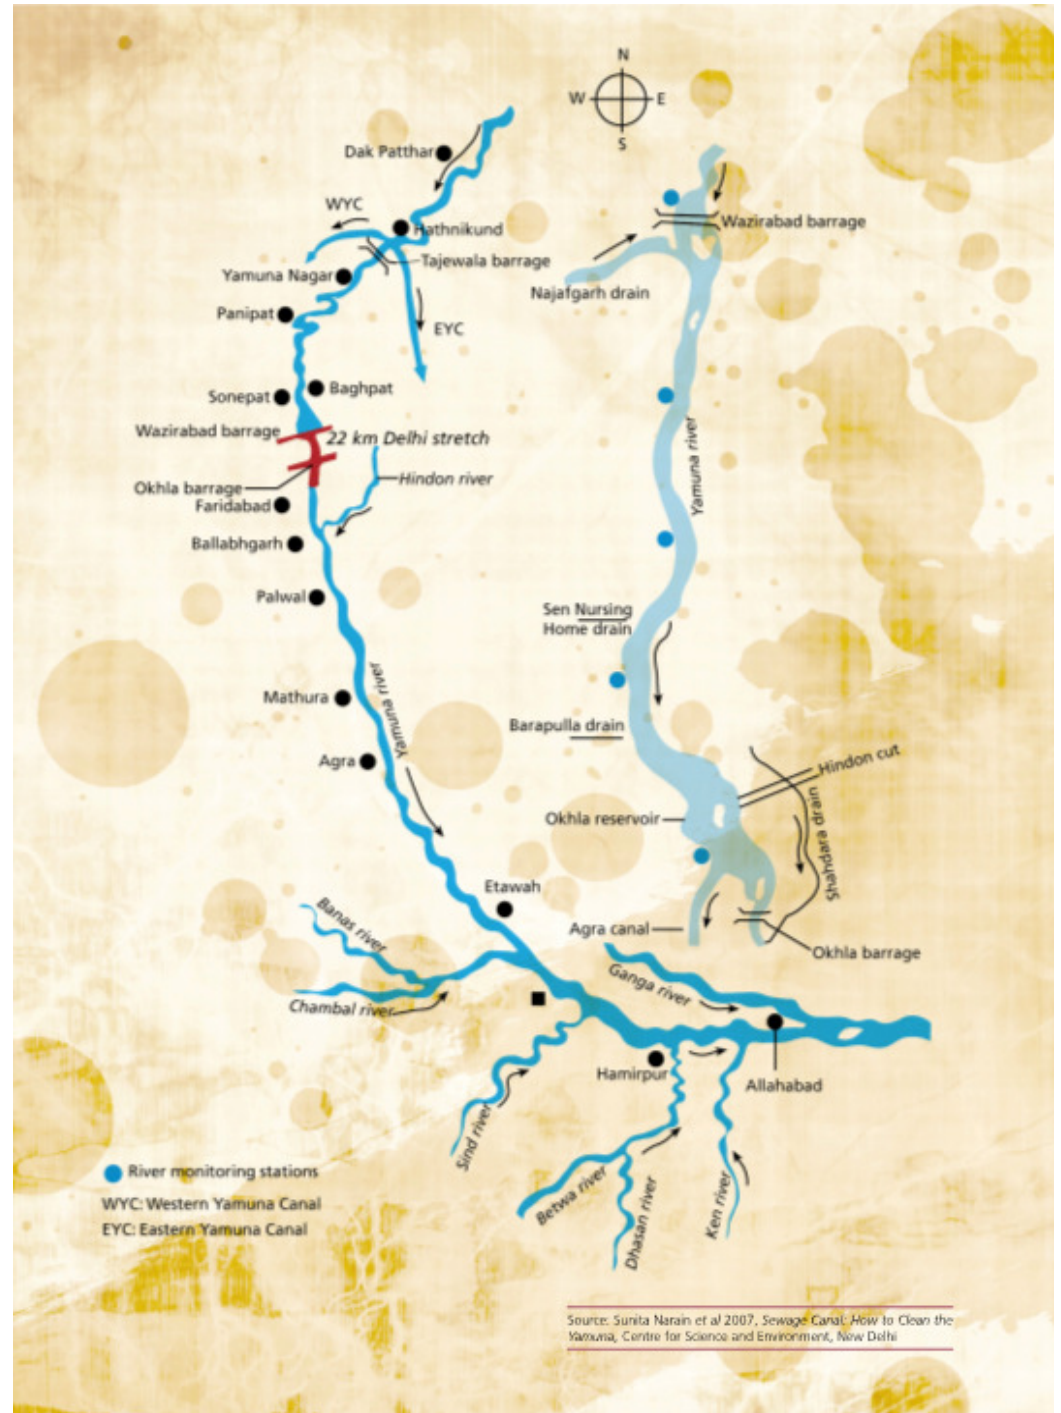 N
W E
S
Dak Patthar
WYC
Hathnikund
Tajewala barrage
Yamuna Nagar
Panipat
EYC
Sonepat
Baghpat
Wazirabad barrage
22 km Delhi stretch
Okhla barrage
Hindon river
Faridabad
Ballabhgarh
Palwal
Yamuna river
Mathura
Agra
Etawah
Banas river
Chambal river
Sind river
Hamirpur
Betwa river
Dhasan river
Ken river
Ganga river
Allahabad
Wazirabad barrage
Najafgarh drain
Yamuna river
Sen Nursing
Home drain
Barapulla drain
Hindon cut
Okhla reservoir
Shahdara drain
Agra canal
Okhla barrage
River monitoring stations
WYC: Western Yamuna Canal
EYC: Eastern Yamuna Canal
Source: Sunita Narain et al 2007, Sewage Canal: How to Clean the
Yamuna, Centre for Science and Environment, New Delhi